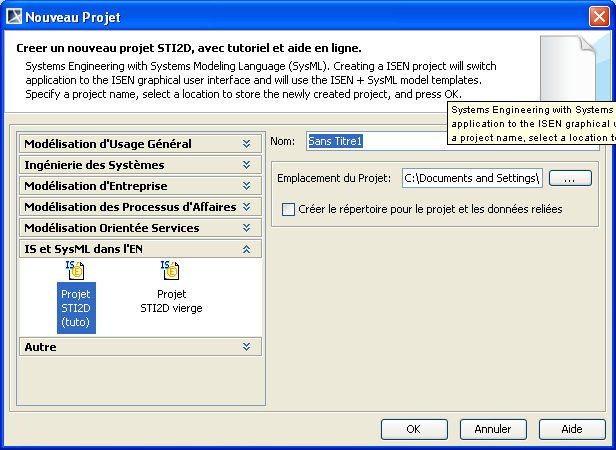 Nouveau Projet
Creer un nouveau projet STI2D, avec tutoriel et aide en ligne.
Systems Engineering with Systems Modeling Language (SysML). Creating a ISEN project will switch
application to the ISEN graphical user interface and will use the ISEN + SysML model templates.
Specify a project name, select a location to store the newly created project, and press OK.
Systems Engineering with Systems
application to the ISEN graphical u
a project name, select a location to
Modélisation d'Usage Général
Ingénierie des Systèmes
Modélisation d'Entreprise
Modélisation des Processus d'Affaires
Modélisation Orientée Services
IS et SysML dans l'EN
IS
Projet
STI2D
(tuto)
IS
Projet
STI2D vierge
Autre
Nom: Sans Titre1
Emplacement du Projet: C:\Documents and Settings\ ...
Créer le répertoire pour le projet et les données reliées
OK Annuler Aide